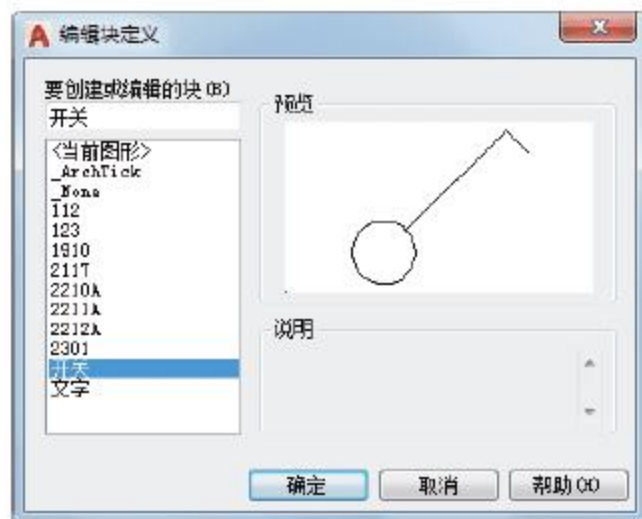 编辑块定义
要创建或编辑的块(B)
开关
<当前图形>
_ArchTick
_None
112
123
1910
2117
2210A
2211A
2212A
2301
开关
文字
预览
说明
确定
取消
帮助(H)